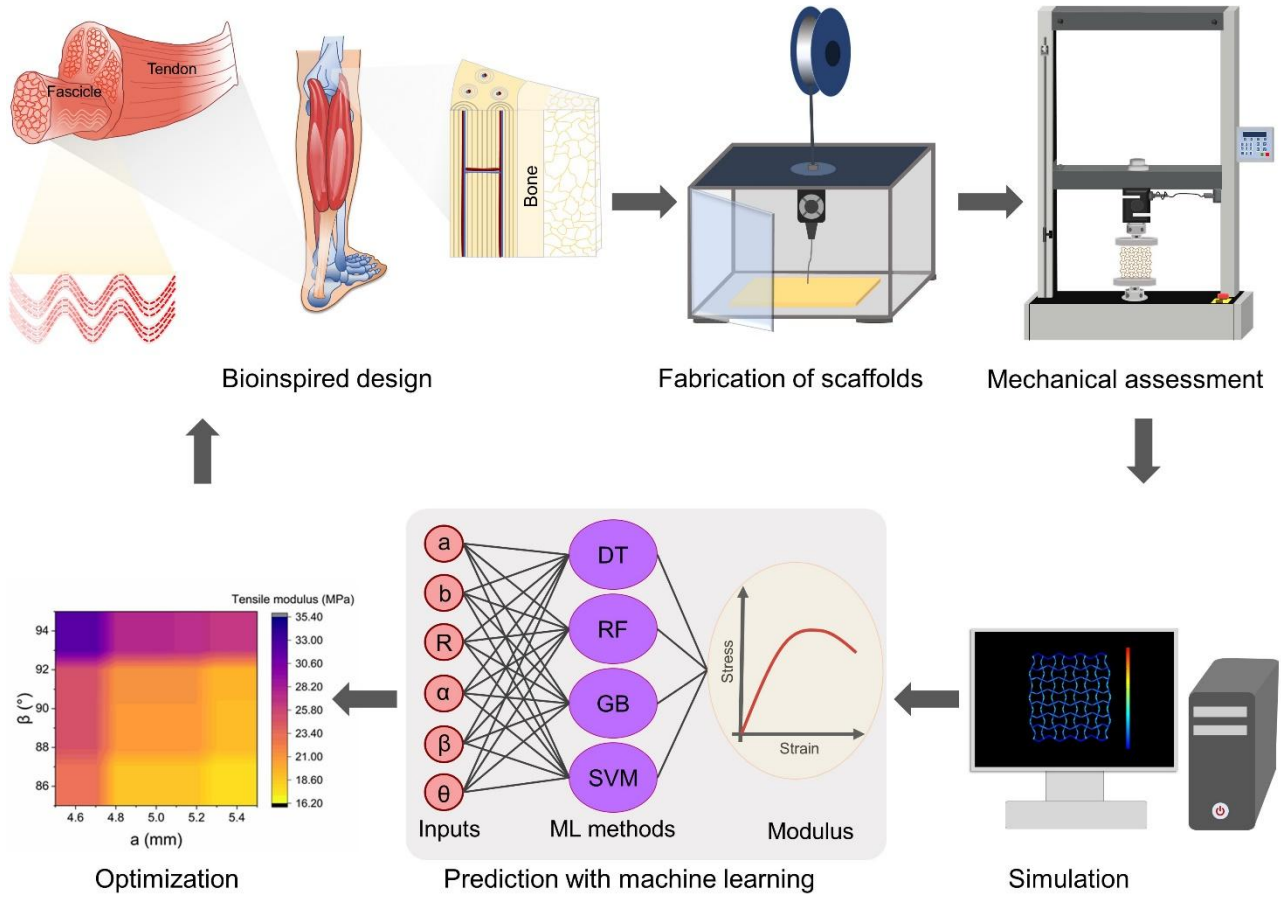 Tendon
Fascicle
Bone
Bioinspired design
Fabrication of scaffolds
Mechanical assessment
Tensile modulus (MPa)
35.40
33.00
30.60
28.20
25.80
23.40
21.00
18.60
16.20
β (°)
94
92
90
88
86
4.6 4.8 5.0 5.2 5.4
a (mm)
Optimization
a
b
R
α
β
θ
Inputs
DT
RF
GB
SVM
ML methods
Stress
Strain
Modulus
Prediction with machine learning
Simulation